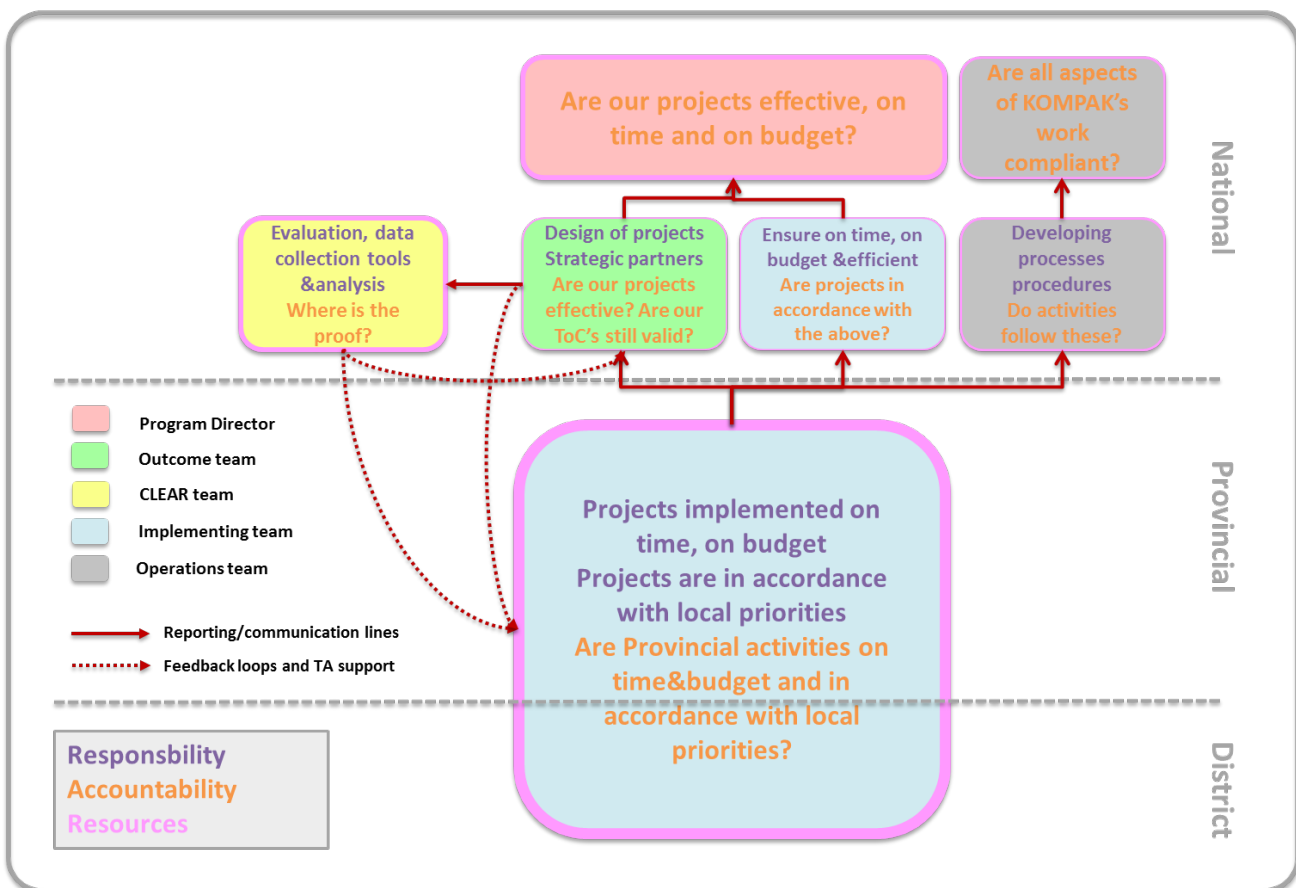 Are our projects effective, on
time and on budget?
Are all aspects
of KOMPAK's
work
compliant?
National
Evaluation, data
collection tools
&analysis
Where is the
proof?
Design of projects
Strategic partners
Are our projects
effective? Are our
ToC's still valid?
Ensure on time, on
budget &efficient
Are projects in
accordance with
the above?
Developing
processes
procedures
Do activities
follow these?
Program Director
Outcome team
CLEAR team
Implementing team
Operations team
Reporting/communication lines
Feedback loops and TA support
Projects implemented on
time, on budget
Projects are in accordance
with local priorities
Are Provincial activities on
time&budget and in
accordance with local
priorities?
Provincial
Responsbility
Accountability
Resources
District